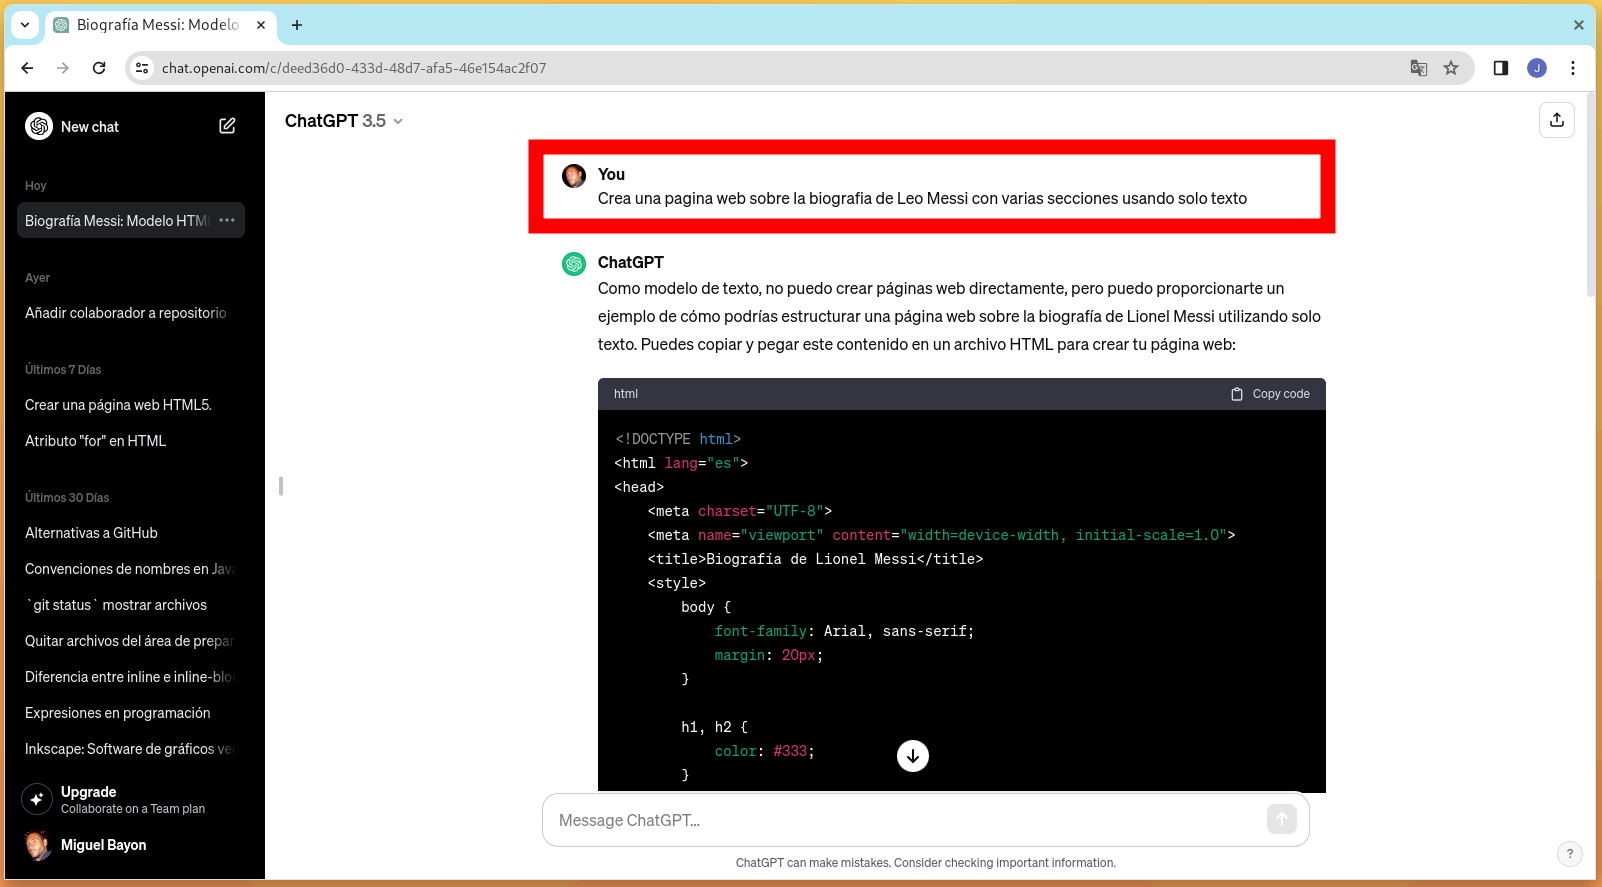 Biografía Messi: Modelo
chat.openai.com/c/deed36d0-433d-48d7-afa5-46e154ac2f07
J
New chat
Hoy
Biografía Messi: Modelo HTML
Ayer
Añadir colaborador a repositorio
Últimos 7 Días
Crear una página web HTML5.
Atributo "for" en HTML
Últimos 30 Días
Alternativas a GitHub
Convenciones de nombres en Java
`git status` mostrar archivos
Quitar archivos del área de prepar
Diferencia entre inline e inline-bloc
Expresiones en programación
Inkscape: Software de gráficos vec
Upgrade
Collaborate on a Team plan
Miguel Bayon
ChatGPT 3.5
You
Crea una pagina web sobre la biografia de Leo Messi con varias secciones usando solo texto
ChatGPT
Como modelo de texto, no puedo crear páginas web directamente, pero puedo proporcionarte un
ejemplo de cómo podrías estructurar una página web sobre la biografía de Lionel Messi utilizando solo
texto. Puedes copiar y pegar este contenido en un archivo HTML para crear tu página web:
html Copy code
<!DOCTYPE html>
<html lang="es">
<head>
    <meta charset="UTF-8">
    <meta name="viewport" content="width=device-width, initial-scale=1.0">
    <title>Biografía de Lionel Messi</title>
    <style>
        body {
            font-family: Arial, sans-serif;
            margin: 20px;
        }
        h1, h2 {
            color: #333;
        }
Message ChatGPT...
ChatGPT can make mistakes. Consider checking important information.
?